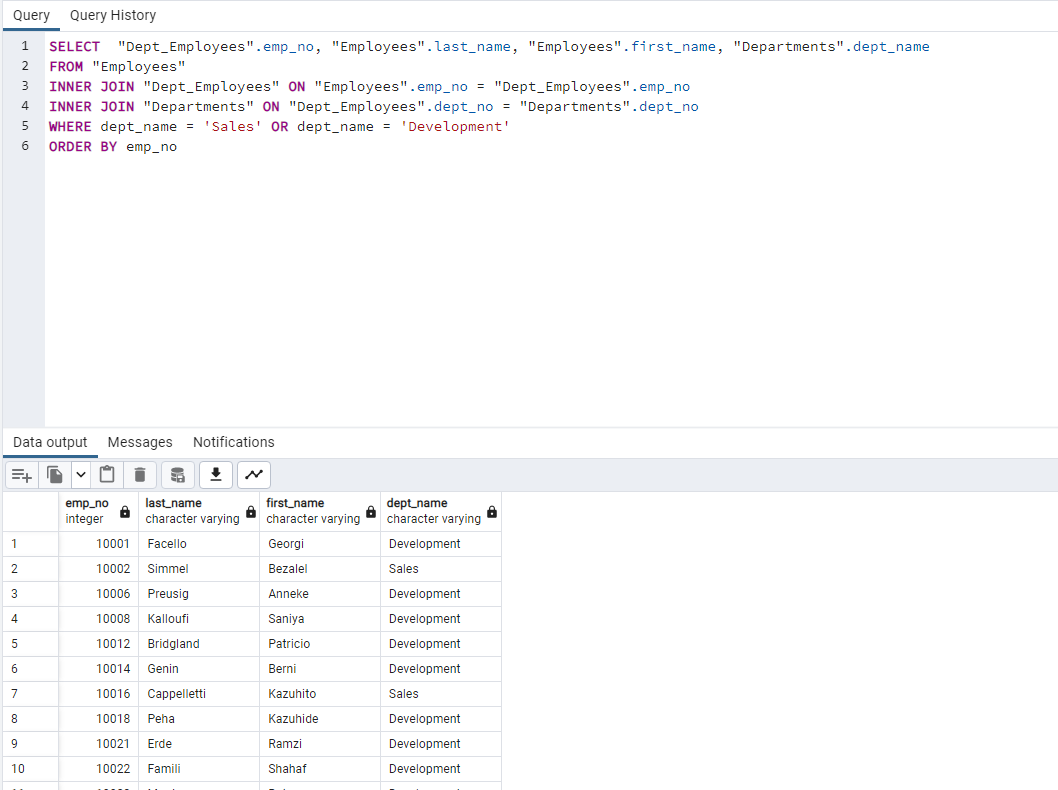 Query Query History
1 SELECT "Dept_Employees".emp_no, "Employees".last_name, "Employees".first_name, "Departments".dept_name
2 FROM "Employees"
3 INNER JOIN "Dept_Employees" ON "Employees".emp_no = "Dept_Employees".emp_no
4 INNER JOIN "Departments" ON "Dept_Employees".dept_no = "Departments".dept_no
5 WHERE dept_name = 'Sales' OR dept_name = 'Development'
6 ORDER BY emp_no
Data output Messages Notifications
emp_no last_name first_name dept_name
integer character varying character varying character varying
1 10001 Facello Georgi Development
2 10002 Simmel Bezalel Sales
3 10006 Preusig Anneke Development
4 10008 Kalloufi Saniya Development
5 10012 Bridgland Patricio Development
6 10014 Genin Berni Development
7 10016 Cappelletti Kazuhito Sales
8 10018 Peha Kazuhide Development
9 10021 Erde Ramzi Development
10 10022 Famili Shahaf Development